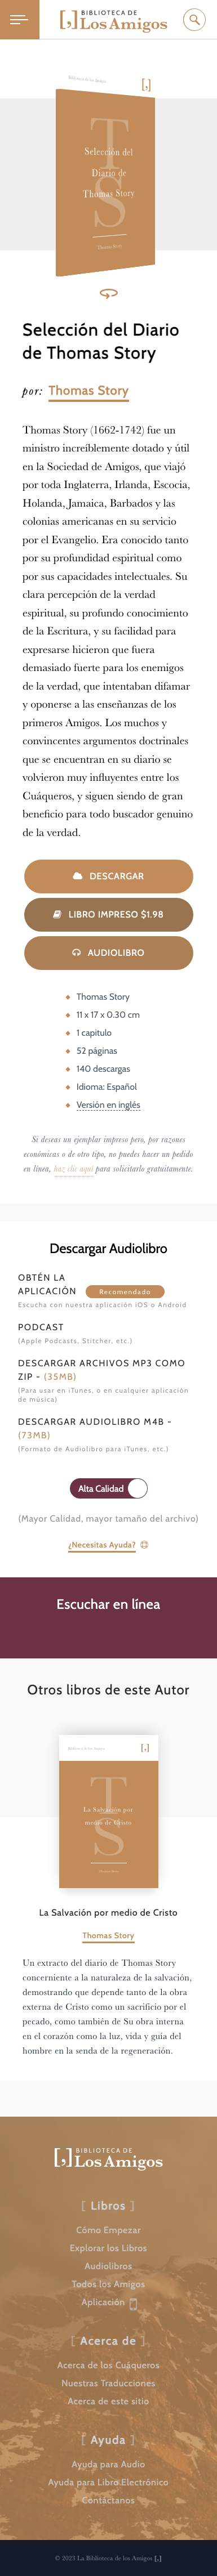 BIBLIOTECA DE
[,] Los Amigos
Biblioteca de los Amigos
[,]
TS
Selección del
Diario de
Thomas Story
Thomas Story
Selección del Diario
de Thomas Story
por: Thomas Story
Thomas Story (1662-1742) fue un
ministro increíblemente dotado y útil
en la Sociedad de Amigos, que viajó
por toda Inglaterra, Irlanda, Escocia,
Holanda, Jamaica, Barbados y las
colonias americanas en su servicio
por el Evangelio. Era conocido tanto
por su profundidad espiritual como
por sus capacidades intelectuales. Su
clara percepción de la verdad
espiritual, su profundo conocimiento
de la Escritura, y su facilidad para
expresarse hicieron que fuera
demasiado fuerte para los enemigos
de la verdad, que intentaban difamar
y oponerse a las enseñanzas de los
primeros Amigos. Los muchos y
convincentes argumentos doctrinales
que se encuentran en su diario se
volvieron muy influyentes entre los
Cuáqueros, y siguen siendo de gran
beneficio para todo buscador genuino
de la verdad.
DESCARGAR
LIBRO IMPRESO $1.98
AUDIOLIBRO
Thomas Story
11 x 17 x 0.30 cm
1 capitulo
52 páginas
140 descargas
Idioma: Español
Versión en inglés
Si deseas un ejemplar impreso pero, por razones
económicas o de otro tipo, no puedes hacer un pedido
en línea, haz clic aquí para solicitarlo gratuitamente.
Descargar Audiolibro
OBTÉN LA
APLICACIÓN Recomendado
Escucha con nuestra aplicación iOS o Android
PODCAST
(Apple Podcasts, Stitcher, etc.)
DESCARGAR ARCHIVOS MP3 COMO
ZIP - (35MB)
(Para usar en iTunes, o en cualquier aplicación
de música)
DESCARGAR AUDIOLIBRO M4B -
(73MB)
(Formato de Audiolibro para iTunes, etc.)
Alta Calidad
(Mayor Calidad, mayor tamaño del archivo)
¿Necesitas Ayuda?
Escuchar en línea
Otros libros de este Autor
Biblioteca de los Amigos [,]
TS
La Salvación por
medio de Cristo
Thomas Story
La Salvación por medio de Cristo
Thomas Story
Un extracto del diario de Thomas Story
concerniente a la naturaleza de la salvación,
demostrando que depende tanto de la obra
externa de Cristo como un sacrificio por el
pecado, como también de Su obra interna
en el corazón como la luz, vida y guía del
hombre en la senda de la regeneración.
BIBLIOTECA DE
[,] Los Amigos
[ Libros ]
Cómo Empezar
Explorar los Libros
Audiolibros
Todos los Amigos
Aplicación
[ Acerca de ]
Acerca de los Cuáqueros
Nuestras Traducciones
Acerca de este sitio
[ Ayuda ]
Ayuda para Audio
Ayuda para Libro Electrónico
Contáctanos
© 2023 La Biblioteca de los Amigos [,]